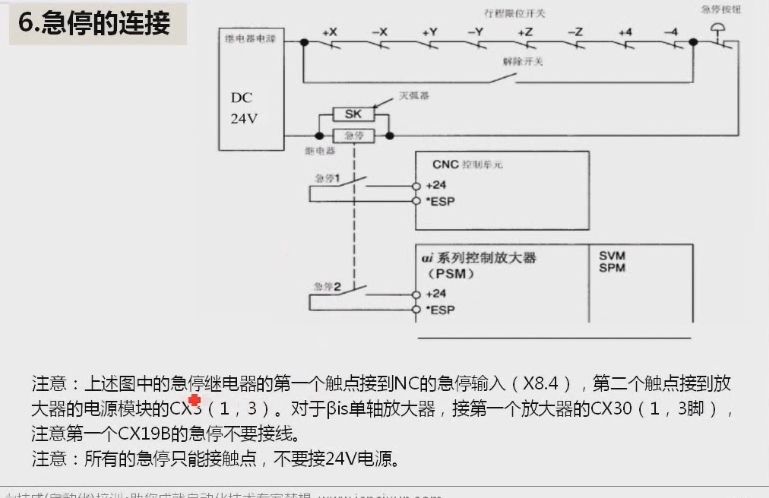 6.急停的连接
行程限位开关
急停按钮
继电器电源
+X -X +Y -Y +Z -Z +4 -4
解除开关
DC
24V
灭弧器
SK
急停
继电器
CNC 控制单元
急停1
+24
*ESP
αi 系列控制放大器
(PSM)
SVM
SPM
急停2
+24
*ESP
注意：上述图中的急停继电器的第一个触点接到NC的急停输入（X8.4），第二个触点接到放
大器的电源模块的CX3（1，3）。对于βis单轴放大器，接第一个放大器的CX30（1，3脚），
注意第一个CX19B的急停不要接线。
注意：所有的急停只能接触点，不要接24V电源。